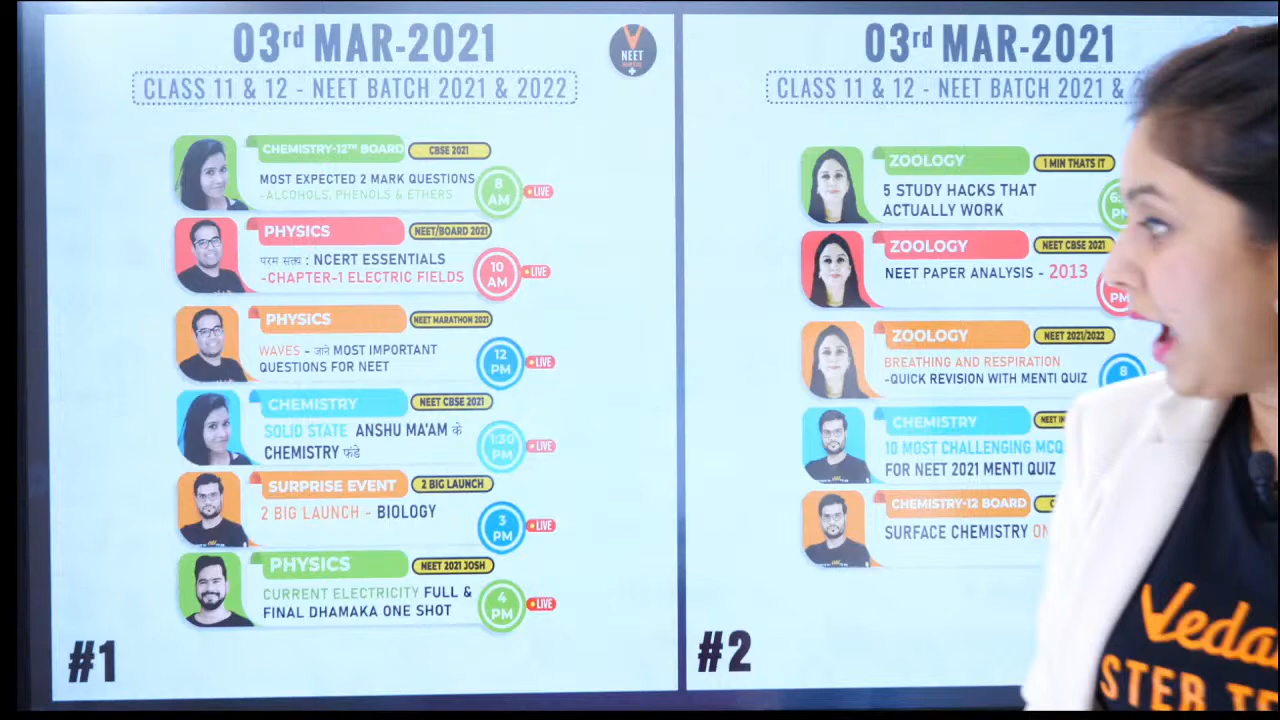 03rd MAR-2021
CLASS 11 & 12 - NEET BATCH 2021 & 2022
NEET
CHEMISTRY-12TH BOARD
CBSE 2021
MOST EXPECTED 2 MARK QUESTIONS
-ALCOHOLS, PHENOLS & ETHERS
8 AM
LIVE
PHYSICS
NEET/BOARD 2021
परम सत्य : NCERT ESSENTIALS
-CHAPTER-1 ELECTRIC FIELDS
10 AM
LIVE
PHYSICS
NEET MARATHON 2021
WAVES - जाने MOST IMPORTANT
QUESTIONS FOR NEET
12 PM
LIVE
CHEMISTRY
NEET CBSE 2021
SOLID STATE ANSHU MA'AM के
CHEMISTRY फंडे
1:30 PM
LIVE
SURPRISE EVENT
2 BIG LAUNCH
2 BIG LAUNCH - BIOLOGY
3 PM
LIVE
PHYSICS
NEET 2021 JOSH
CURRENT ELECTRICITY FULL &
FINAL DHAMAKA ONE SHOT
4 PM
LIVE
#1
03rd MAR-2021
CLASS 11 & 12 - NEET BATCH 2021 &
ZOOLOGY
1 MIN THATS IT
5 STUDY HACKS THAT
ACTUALLY WORK
ZOOLOGY
NEET CBSE 2021
NEET PAPER ANALYSIS - 2013
PM
ZOOLOGY
NEET 2021/2022
BREATHING AND RESPIRATION
-QUICK REVISION WITH MENTI QUIZ
8
CHEMISTRY
NEET
10 MOST CHALLENGING MCQ
FOR NEET 2021 MENTI QUIZ
CHEMISTRY-12 BOARD
SURFACE CHEMISTRY
#2